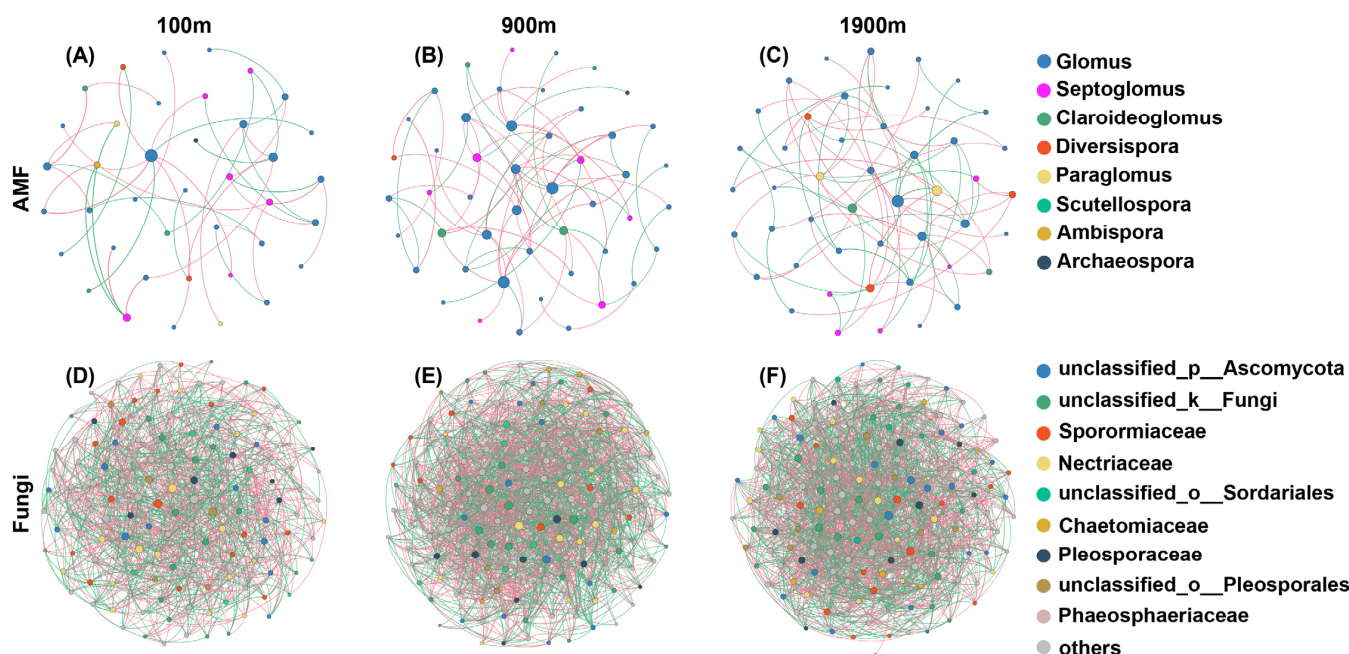 100m
900m
1900m
(A)
(B)
(C)
AMF
Glomus
Septoglomus
Claroideoglomus
Diversispora
Paraglomus
Scutellospora
Ambispora
Archaeospora
(D)
(E)
(F)
Fungi
unclassified_p__Ascomycota
unclassified_k__Fungi
Sporormiaceae
Nectriaceae
unclassified_o__Sordariales
Chaetomiaceae
Pleosporaceae
unclassified_o__Pleosporales
Phaeosphaeriaceae
others